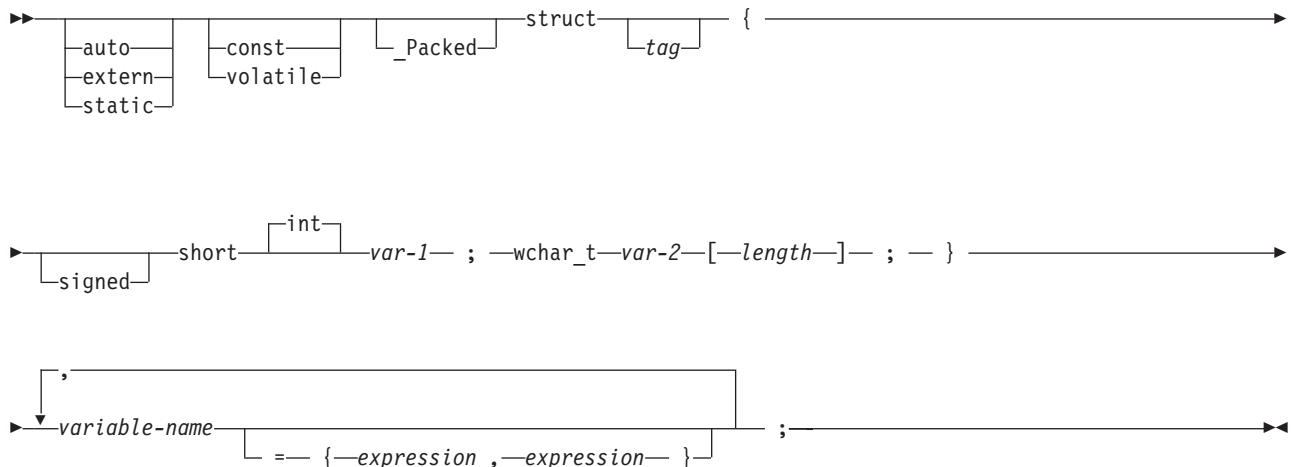 struct {
auto const _Packed tag
extern volatile
static
int
short var-1 ; wchar_t var-2 [ length ] ; }
signed
,
variable-name ;
= { expression , expression }